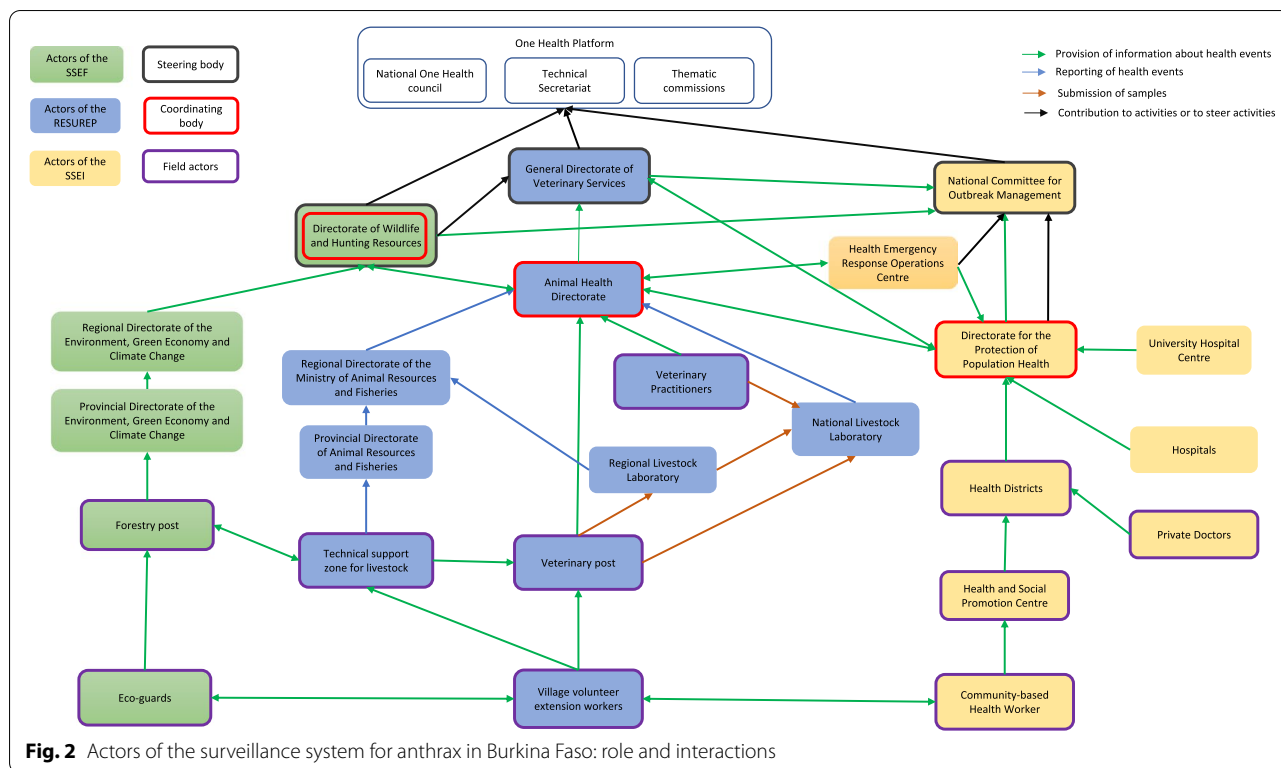 Actors of the
SSEF
Steering body
Actors of the
RESUREP
Coordinating
body
Actors of the
SSEI
Field actors
One Health Platform
National One Health
council
Technical
Secretariat
Thematic
commissions
Provision of information about health events
Reporting of health events
Submission of samples
Contribution to activities or to steer activities
General Directorate of
Veterinary Services
National Committee for
Outbreak Management
Directorate of Wildlife
and Hunting Resources
Health Emergency
Response Operations
Centre
Animal Health
Directorate
Regional Directorate of the
Environment, Green Economy and
Climate Change
Directorate for the
Protection of
Population Health
University Hospital
Centre
Regional Directorate of the
Ministry of Animal Resources
and Fisheries
Veterinary
Practitioners
Provincial Directorate of the
Environment, Green Economy and
Climate Change
National Livestock
Laboratory
Provincial Directorate
of Animal Resources
and Fisheries
Hospitals
Regional Livestock
Laboratory
Health Districts
Forestry post
Private Doctors
Technical support
zone for livestock
Veterinary post
Health and Social
Promotion Centre
Eco-guards
Village volunteer
extension workers
Community-based
Health Worker
Fig. 2 Actors of the surveillance system for anthrax in Burkina Faso: role and interactions